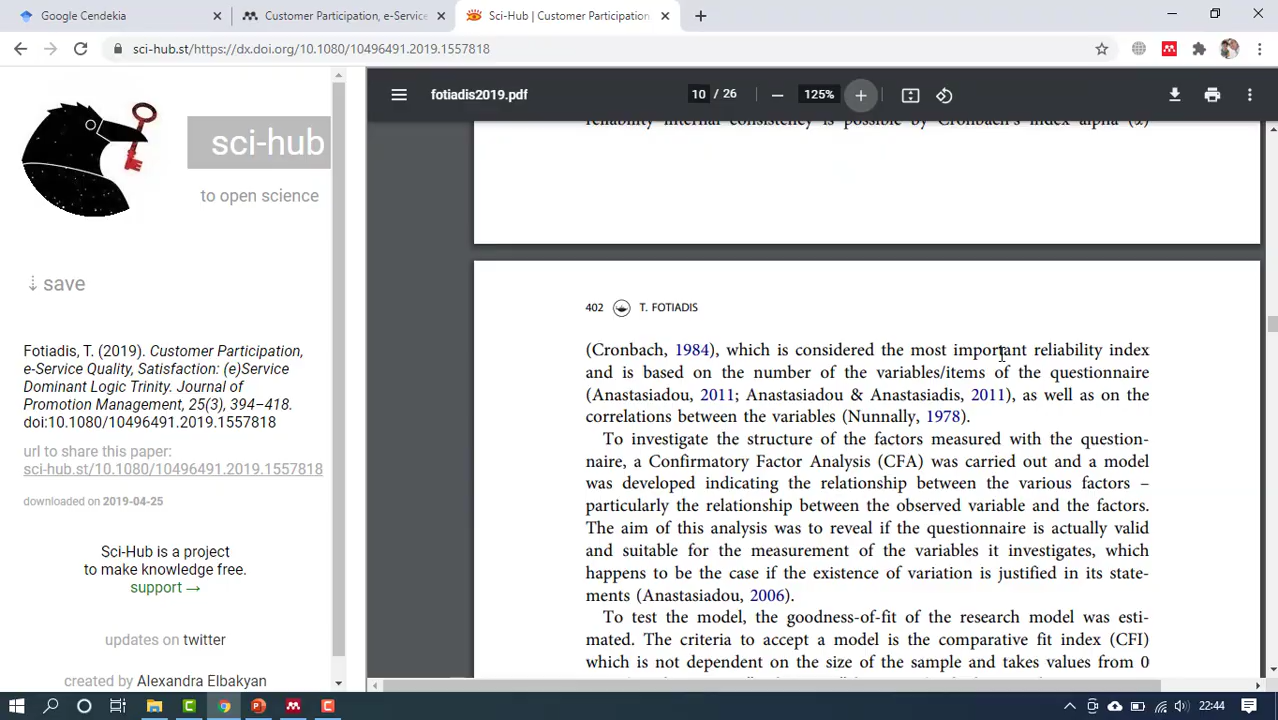 Google Cendekia
Customer Participation, e-Service
Sci-Hub | Customer Participation
sci-hub.st/https://dx.doi.org/10.1080/10496491.2019.1557818
sci-hub
to open science
⇣ save
Fotiadis, T. (2019). Customer Participation,
e-Service Quality, Satisfaction: (e)Service
Dominant Logic Trinity. Journal of
Promotion Management, 25(3), 394–418.
doi:10.1080/10496491.2019.1557818
url to share this paper:
sci-hub.st/10.1080/10496491.2019.1557818
downloaded on 2019-04-25
Sci-Hub is a project
to make knowledge free.
support →
updates on twitter
created by Alexandra Elbakyan
fotiadis2019.pdf
10 / 26
125%
reliability internal consistency is possible by Cronbach's index alpha (α)
402 T. FOTIADIS
(Cronbach, 1984), which is considered the most important reliability index
and is based on the number of the variables/items of the questionnaire
(Anastasiadou, 2011; Anastasiadou & Anastasiadis, 2011), as well as on the
correlations between the variables (Nunnally, 1978).
To investigate the structure of the factors measured with the question-
naire, a Confirmatory Factor Analysis (CFA) was carried out and a model
was developed indicating the relationship between the various factors –
particularly the relationship between the observed variable and the factors.
The aim of this analysis was to reveal if the questionnaire is actually valid
and suitable for the measurement of the variables it investigates, which
happens to be the case if the existence of variation is justified in its state-
ments (Anastasiadou, 2006).
To test the model, the goodness-of-fit of the research model was esti-
mated. The criteria to accept a model is the comparative fit index (CFI)
which is not dependent on the size of the sample and takes values from 0
22:44